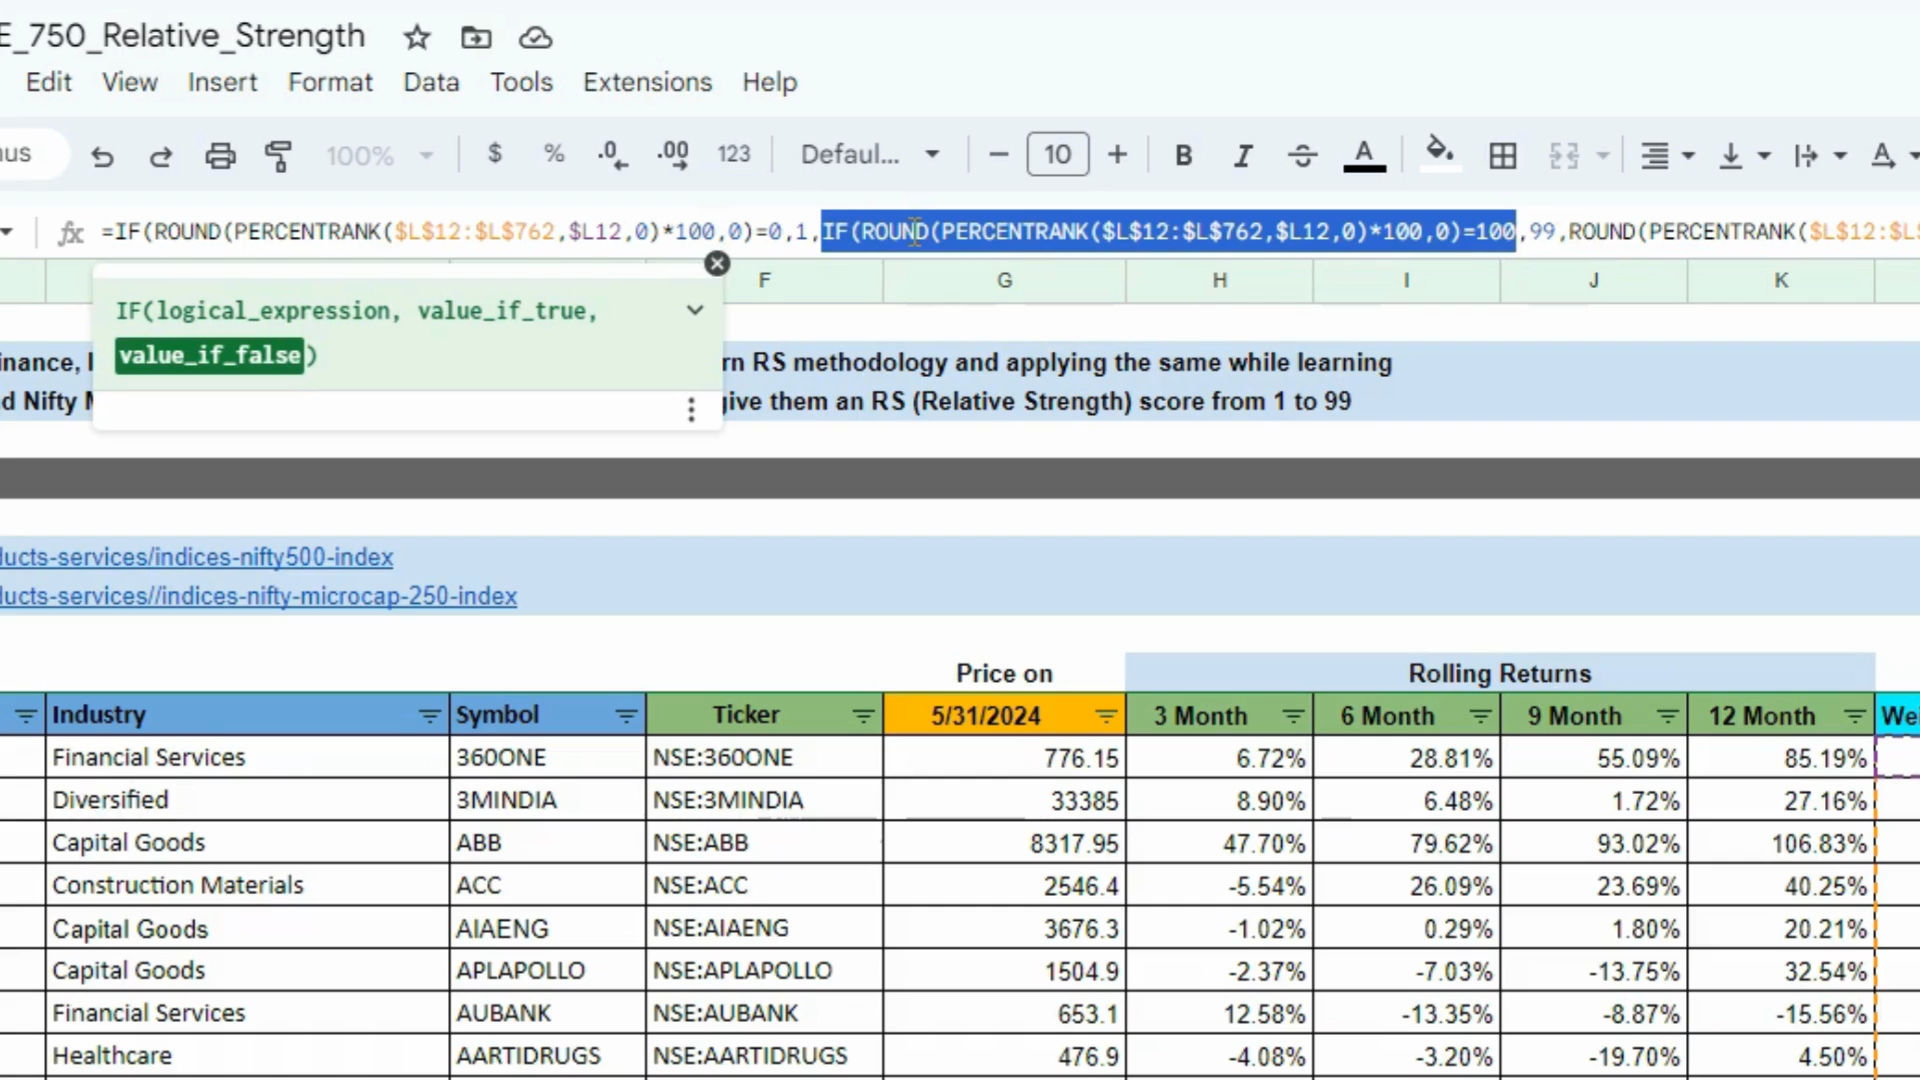 E_750_Relative_Strength
Edit View Insert Format Data Tools Extensions Help
nus 100% $ % .0 .00 123 Defaul... 10 B I A A
fx =IF(ROUND(PERCENTRANK($L$12:$L$762,$L12,0)*100,0)=0,1,IF(ROUND(PERCENTRANK($L$12:$L$762,$L12,0)*100,0)=100,99,ROUND(PERCENTRANK($L$12:$L$
F G H I J K
IF(logical_expression, value_if_true,
value_if_false)
inance, rn RS methodology and applying the same while learning
d Nifty give them an RS (Relative Strength) score from 1 to 99
ducts-services/indices-nifty500-index
ducts-services//indices-nifty-microcap-250-index
Price on Rolling Returns
Industry Symbol Ticker 5/31/2024 3 Month 6 Month 9 Month 12 Month Wei
Financial Services 360ONE NSE:360ONE 776.15 6.72% 28.81% 55.09% 85.19%
Diversified 3MINDIA NSE:3MINDIA 33385 8.90% 6.48% 1.72% 27.16%
Capital Goods ABB NSE:ABB 8317.95 47.70% 79.62% 93.02% 106.83%
Construction Materials ACC NSE:ACC 2546.4 -5.54% 26.09% 23.69% 40.25%
Capital Goods AIAENG NSE:AIAENG 3676.3 -1.02% 0.29% 1.80% 20.21%
Capital Goods APLAPOLLO NSE:APLAPOLLO 1504.9 -2.37% -7.03% -13.75% 32.54%
Financial Services AUBANK NSE:AUBANK 653.1 12.58% -13.35% -8.87% -15.56%
Healthcare AARTIDRUGS NSE:AARTIDRUGS 476.9 -4.08% -3.20% -19.70% 4.50%